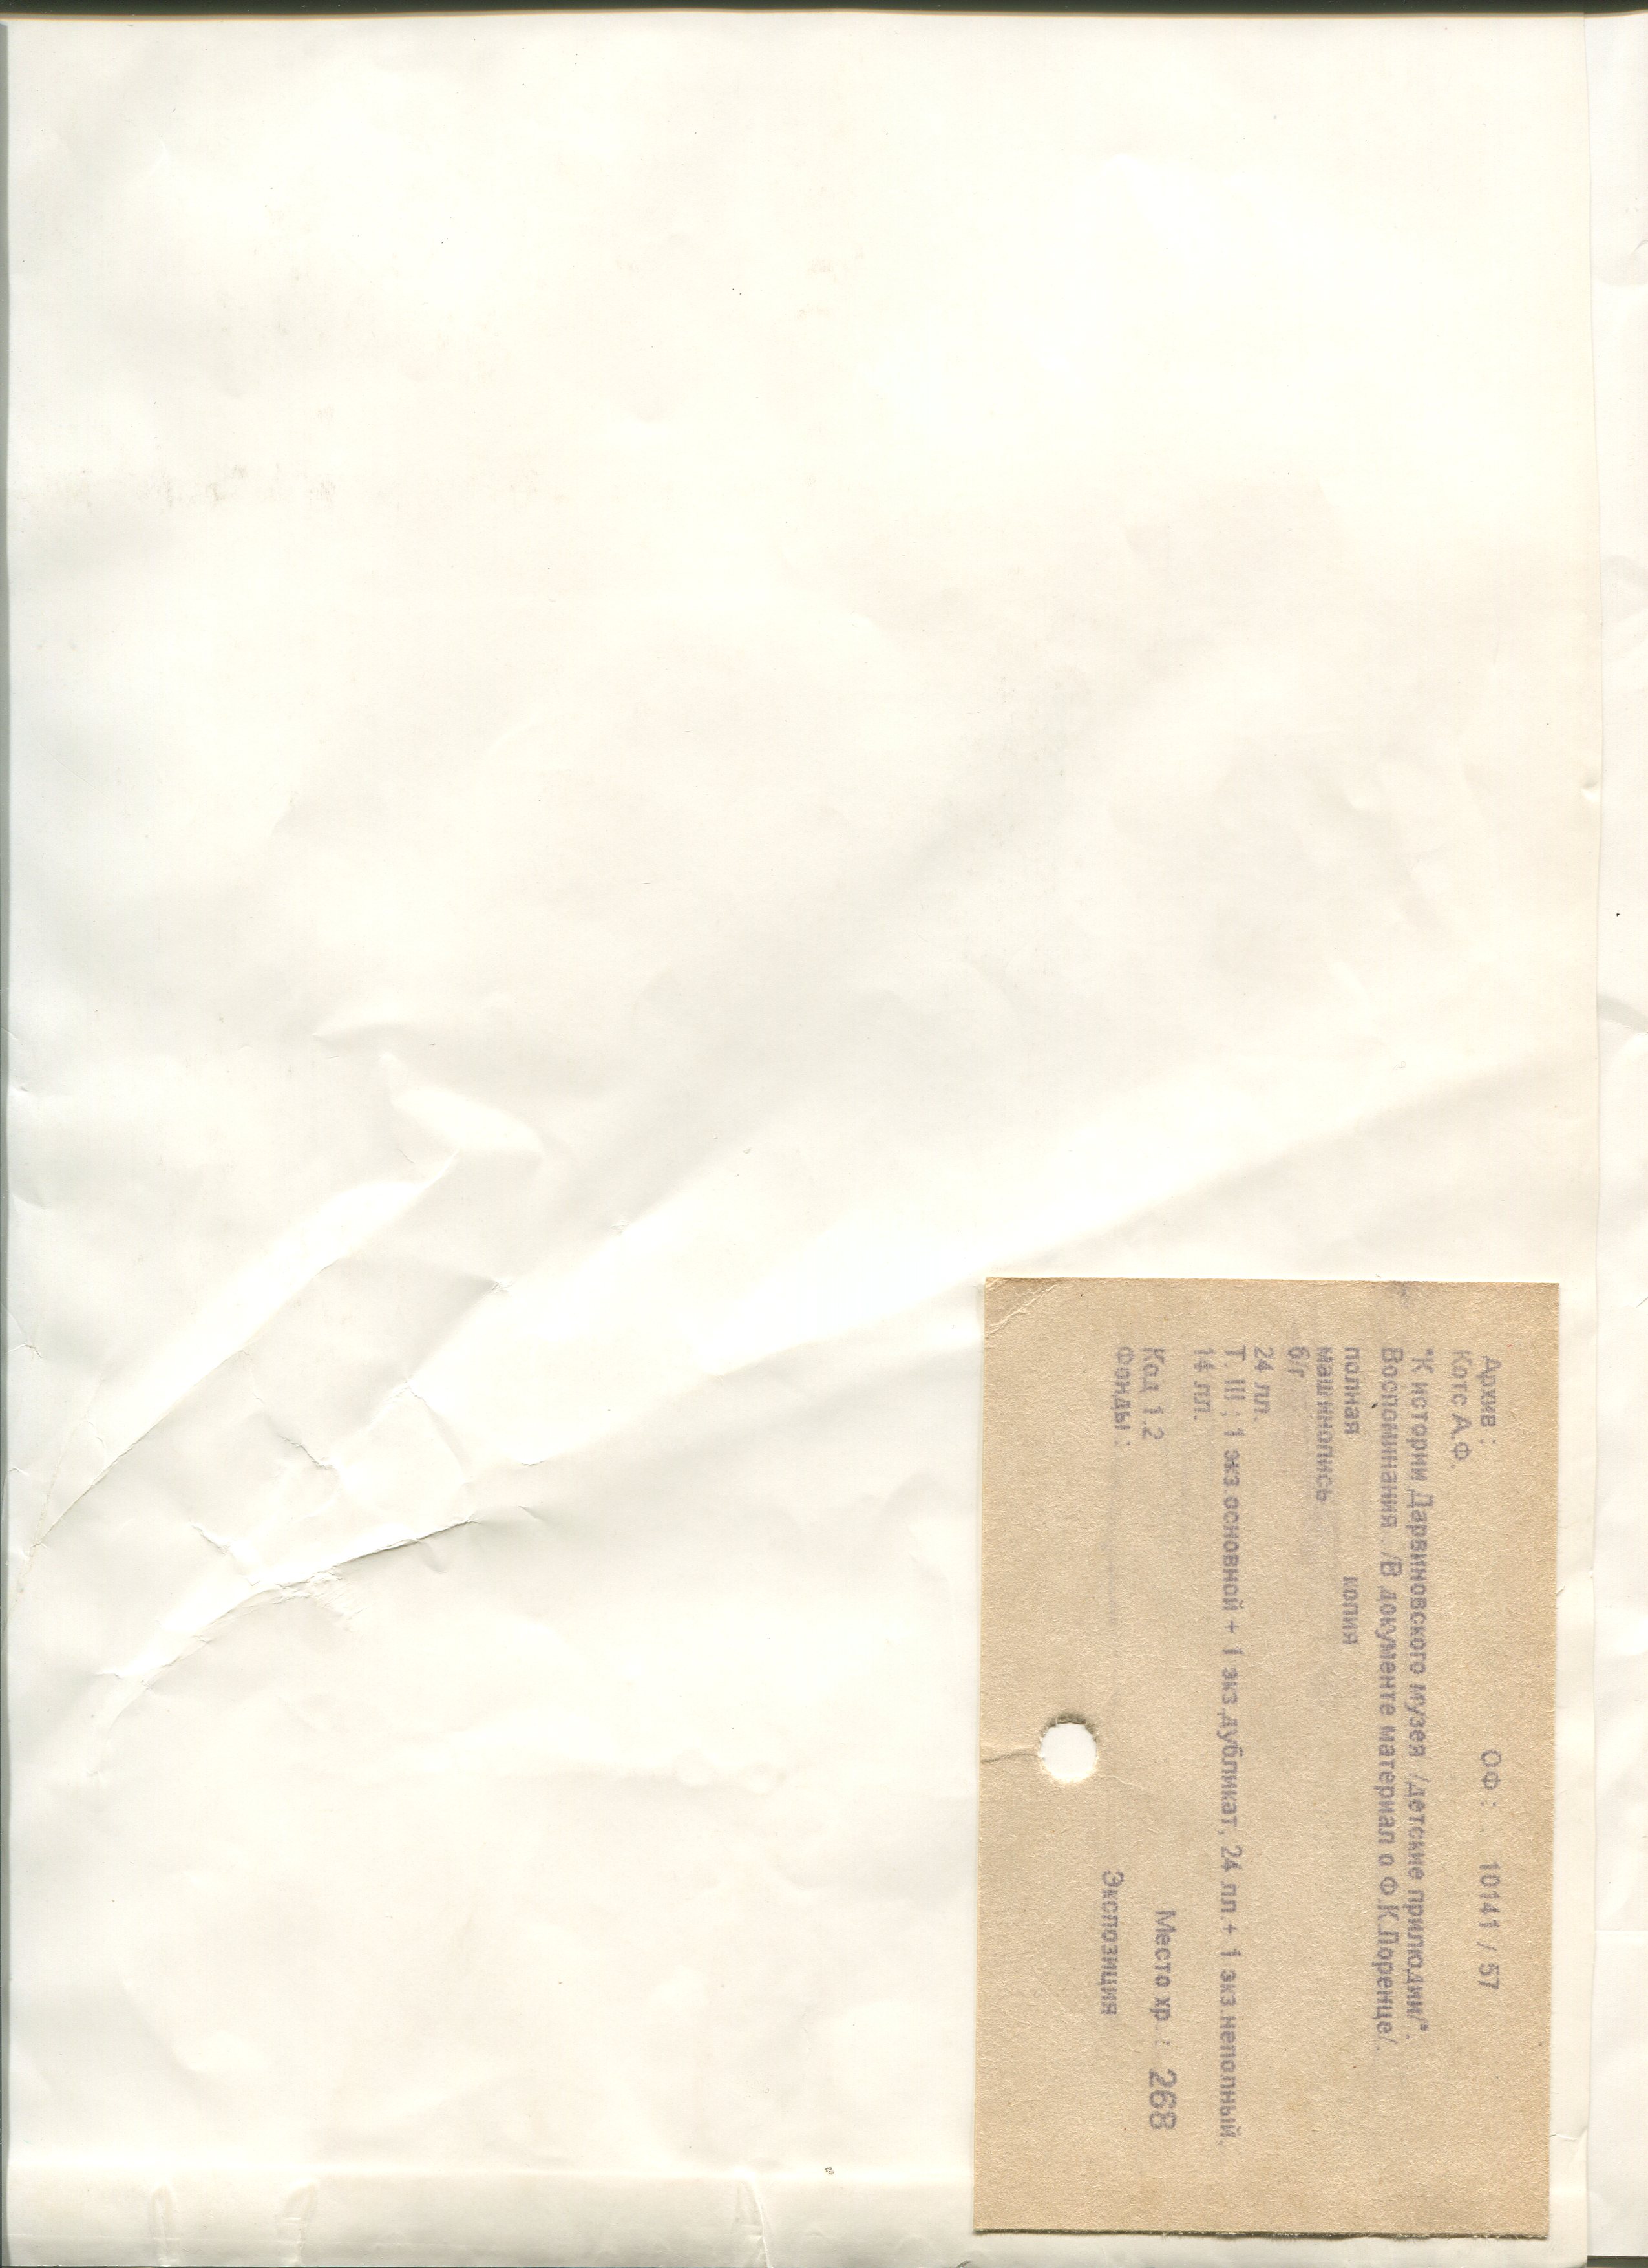 Архив : ОФ : 10141 / 57
Котс А.Ф.
"К истории Дарвиновского музея /детские прилюдии/".
Воспоминания . /В документе материал о Ф.К.Лоренце/.
полная копия
машинопись
б/г
24 лл.
Т. III ; 1 экз.основной + 1 экз.дубликат, 24 лл.+ 1 экз.неполный,
14 лл.
Код 1.2 Место хр. : 268
Фонды : Экспозиция